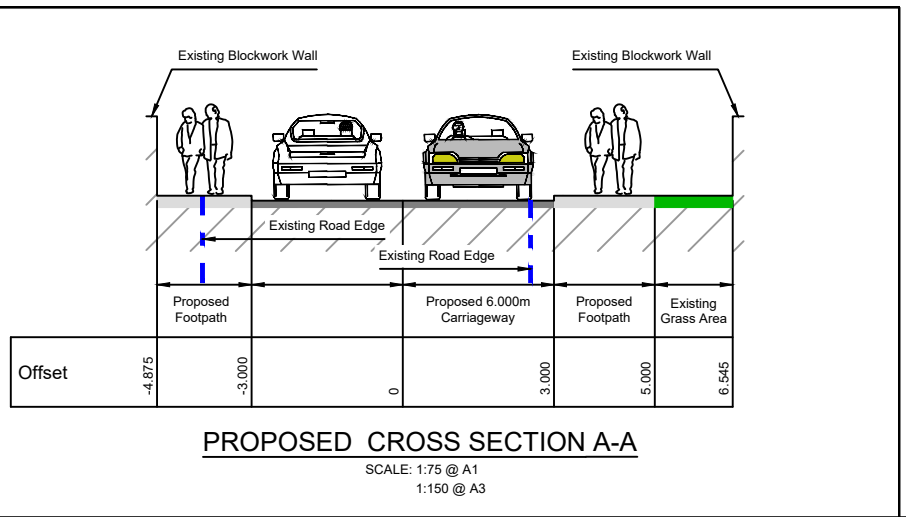 Existing Blockwork Wall
Existing Blockwork Wall
Existing Road Edge
Existing Road Edge
Proposed
Footpath
Proposed 6.000m
Carriageway
Proposed
Footpath
Existing
Grass Area
Offset
-4.875
-3.000
0
3.000
5.000
6.545
PROPOSED CROSS SECTION A-A
SCALE: 1:75 @ A1
1:150 @ A3